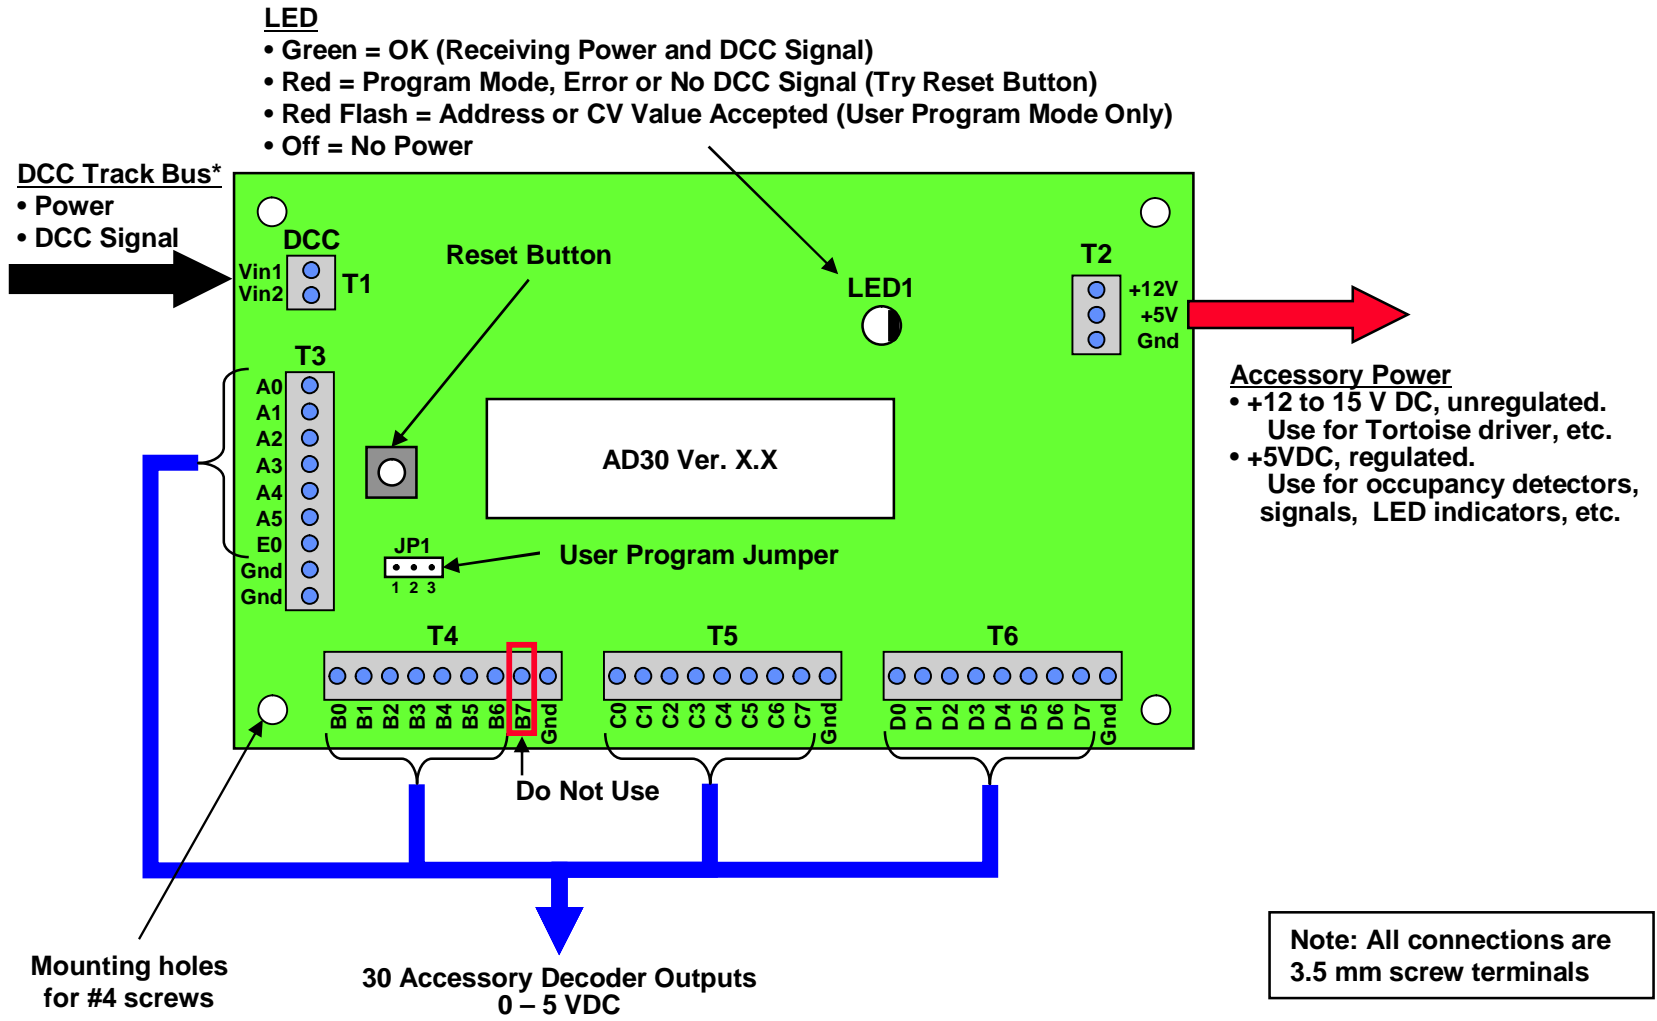 LED
• Green = OK (Receiving Power and DCC Signal)
• Red = Program Mode, Error or No DCC Signal (Try Reset Button)
• Red Flash = Address or CV Value Accepted (User Program Mode Only)
• Off = No Power
DCC Track Bus*
• Power
• DCC Signal
DCC
Vin1
Vin2
T1
Reset Button
LED1
T2
+12V
+5V
Gnd
Accessory Power
• +12 to 15 V DC, unregulated.
Use for Tortoise driver, etc.
• +5VDC, regulated.
Use for occupancy detectors,
signals, LED indicators, etc.
T3
A0
A1
A2
A3
A4
A5
E0
Gnd
Gnd
AD30 Ver. X.X
JP1
1 2 3
User Program Jumper
T4
B0 B1 B2 B3 B4 B5 B6 B7 Gnd
T5
C0 C1 C2 C3 C4 C5 C6 C7 Gnd
T6
D0 D1 D2 D3 D4 D5 D6 D7 Gnd
Do Not Use
Mounting holes
for #4 screws
30 Accessory Decoder Outputs
0 – 5 VDC
Note: All connections are
3.5 mm screw terminals